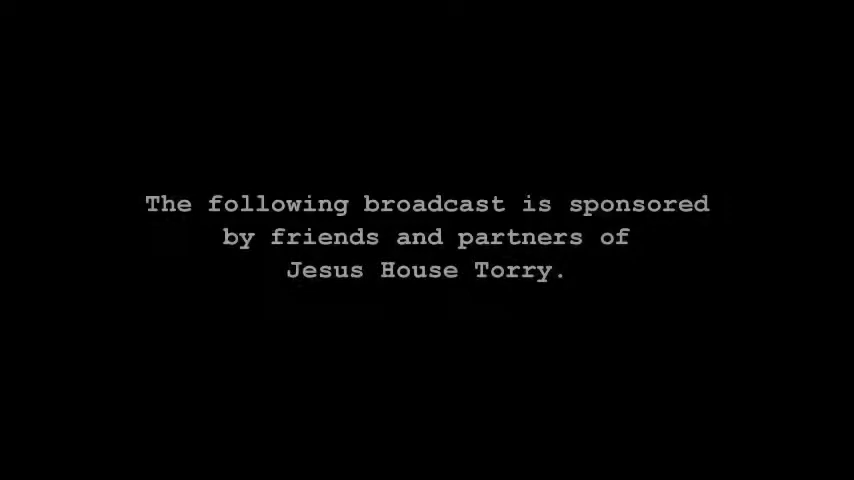 The following broadcast is sponsored
by friends and partners of
Jesus House Torry.